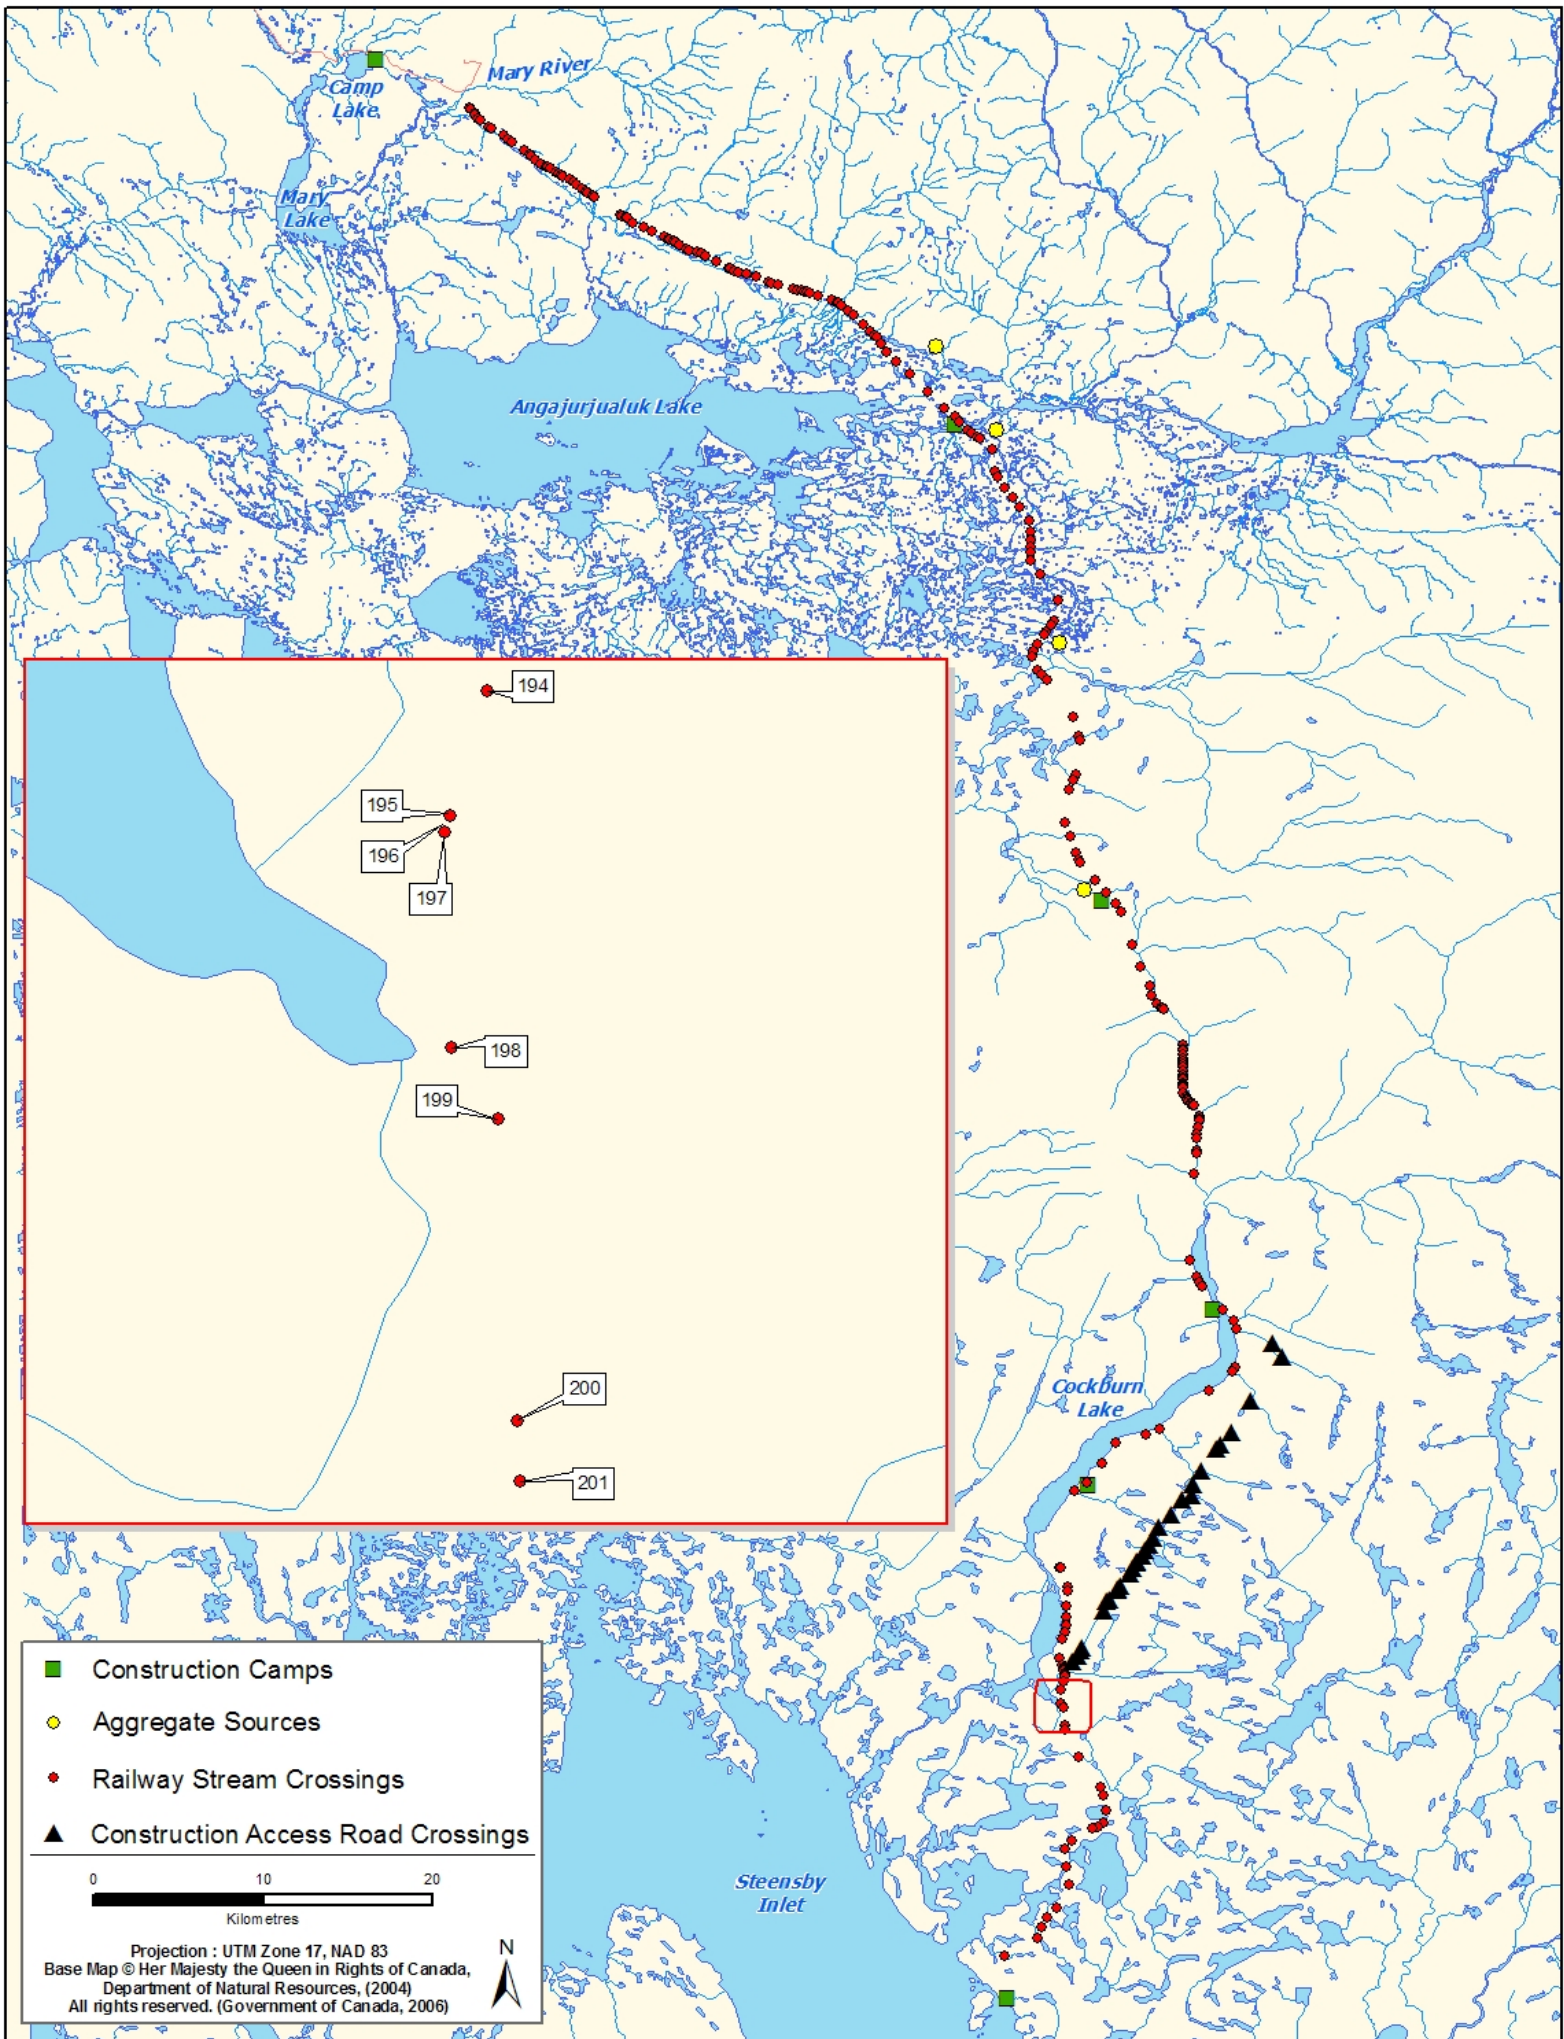 Mary River
Camp
Lake
Mary
Lake
Angajurjualuk Lake
194
195
196
197
198
199
200
201
Cockburn
Lake
Steensby
Inlet
Construction Camps
Aggregate Sources
Railway Stream Crossings
Construction Access Road Crossings
0 10 20
Kilometres
N
Projection : UTM Zone 17, NAD 83
Base Map © Her Majesty the Queen in Rights of Canada,
Department of Natural Resources, (2004)
All rights reserved. (Government of Canada, 2006)